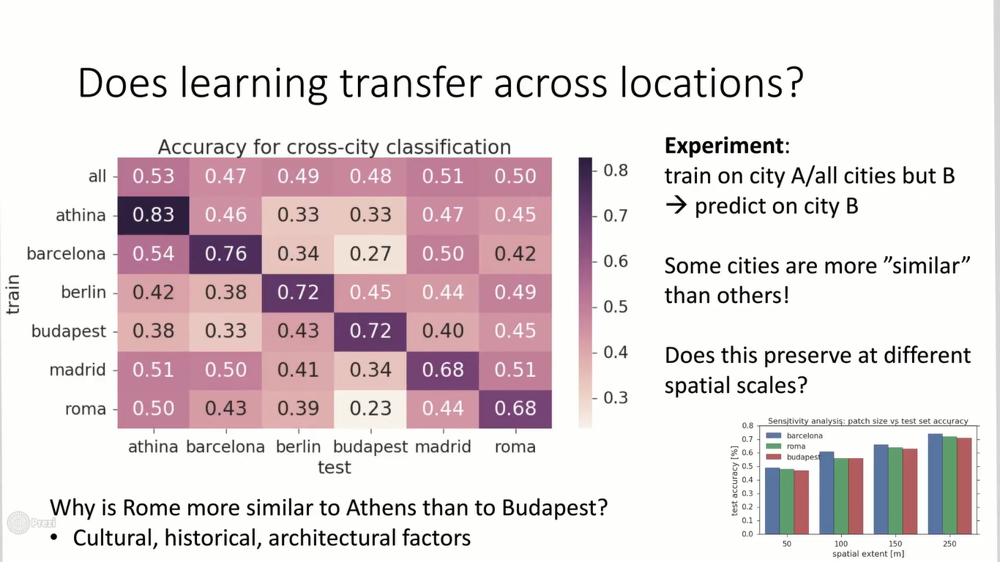 Does learning transfer across locations?
Accuracy for cross-city classification
train
all 0.53 0.47 0.49 0.48 0.51 0.50
athina 0.83 0.46 0.33 0.33 0.47 0.45
barcelona 0.54 0.76 0.34 0.27 0.50 0.42
berlin 0.42 0.38 0.72 0.45 0.44 0.49
budapest 0.38 0.33 0.43 0.72 0.40 0.45
madrid 0.51 0.50 0.41 0.34 0.68 0.51
roma 0.50 0.43 0.39 0.23 0.44 0.68
athina barcelona berlin budapest madrid roma
test
0.8
0.7
0.6
0.5
0.4
0.3
Experiment:
train on city A/all cities but B
→ predict on city B
Some cities are more ”similar”
than others!
Does this preserve at different
spatial scales?
Sensitivity analysis: patch size vs test set accuracy
test accuracy [%]
0.8
0.7
0.6
0.5
0.4
0.3
0.2
0.1
0.0
barcelona
roma
budapest
50 100 150 250
spatial extent [m]
Why is Rome more similar to Athens than to Budapest?
• Cultural, historical, architectural factors
Prezi